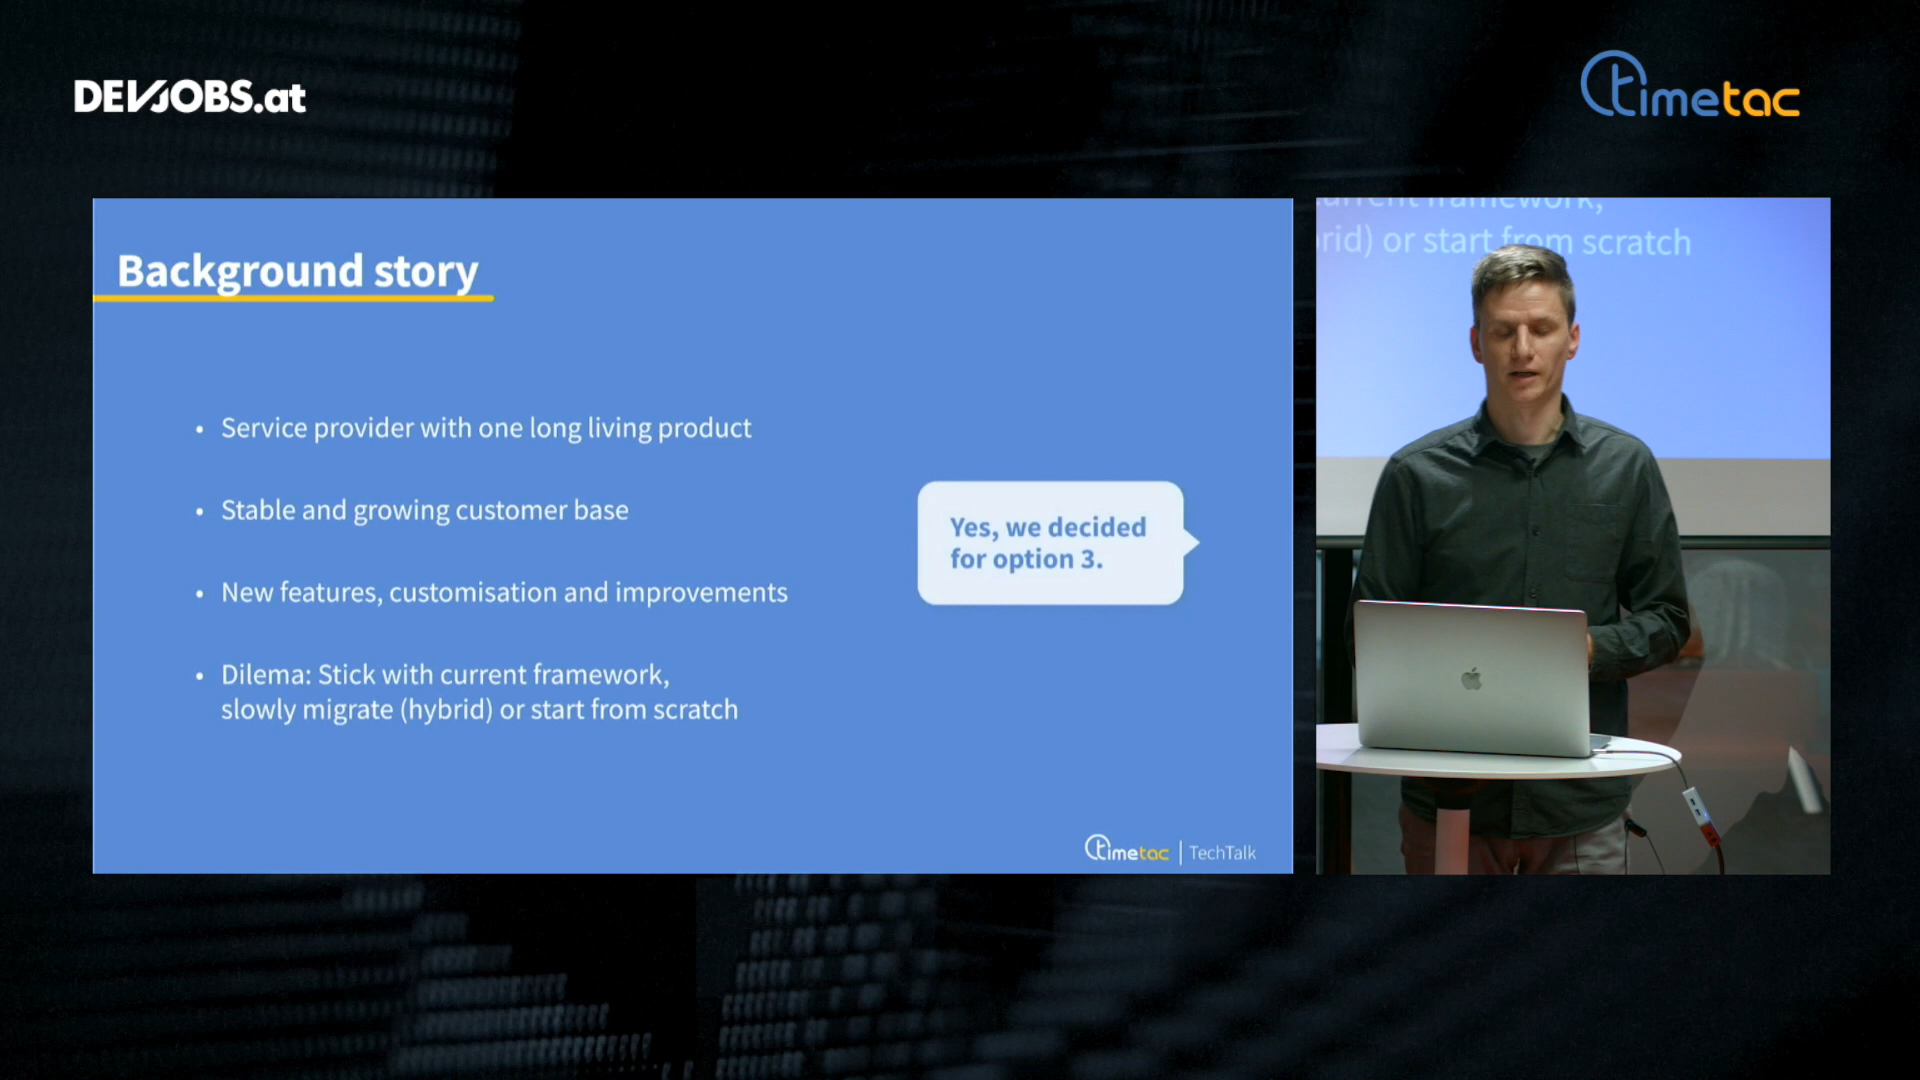 DEVJOBS.at
timetac
Background story
• Service provider with one long living product
• Stable and growing customer base
• New features, customisation and improvements
• Dilema: Stick with current framework,
slowly migrate (hybrid) or start from scratch
Yes, we decided
for option 3.
timetac | TechTalk
current framework,
rid) or start from scratch